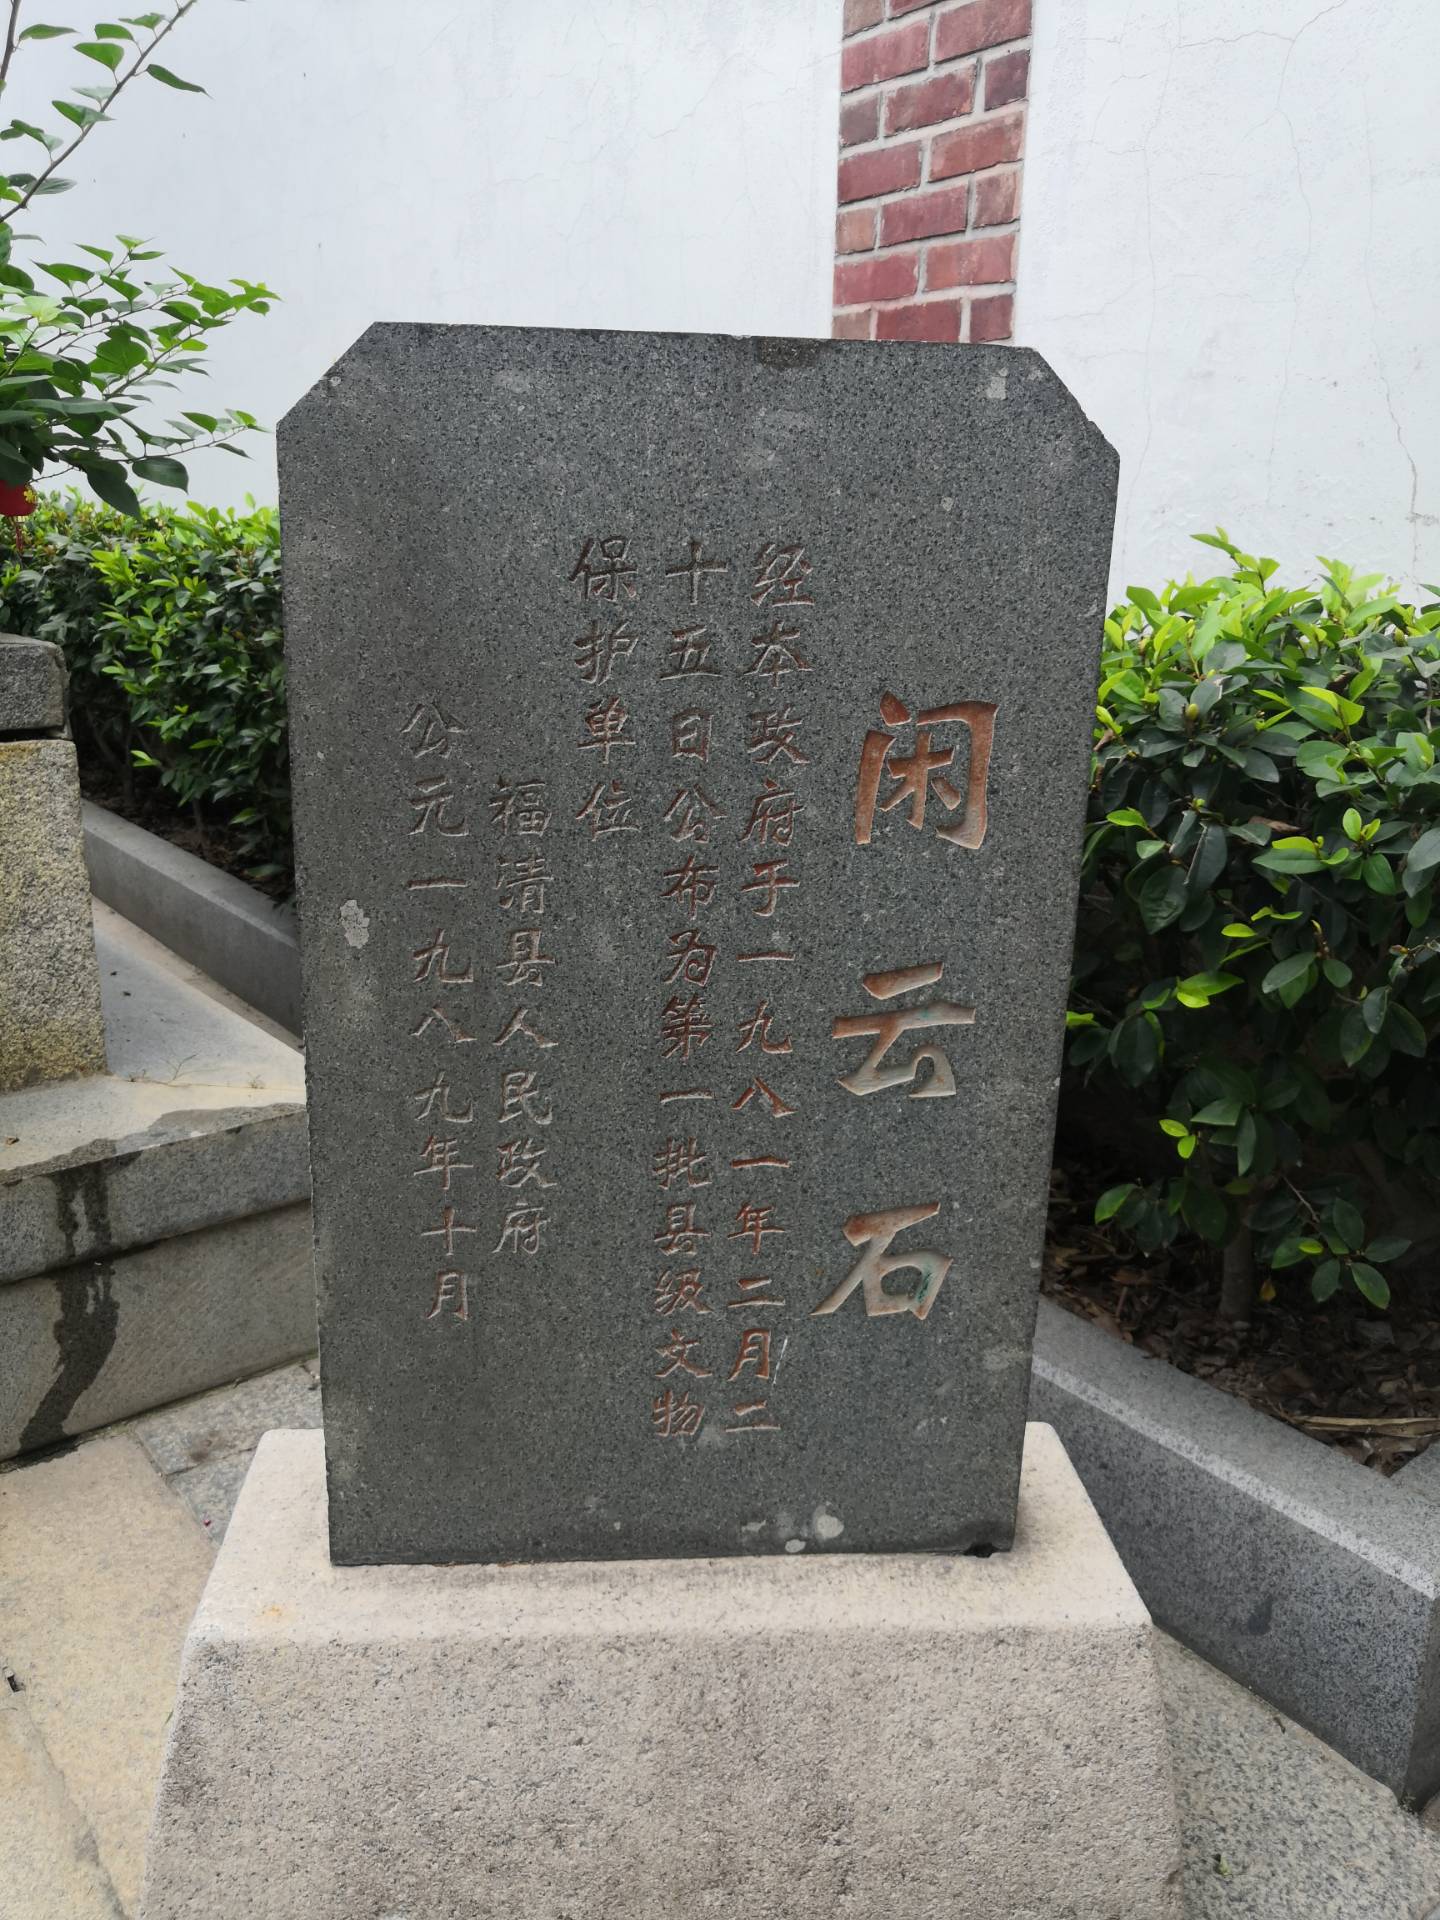 闲云石
经本政府于一九八一年二月二
十五日公布为第一批县级文物
保护单位
福清县人民政府
公元一九八九年十月